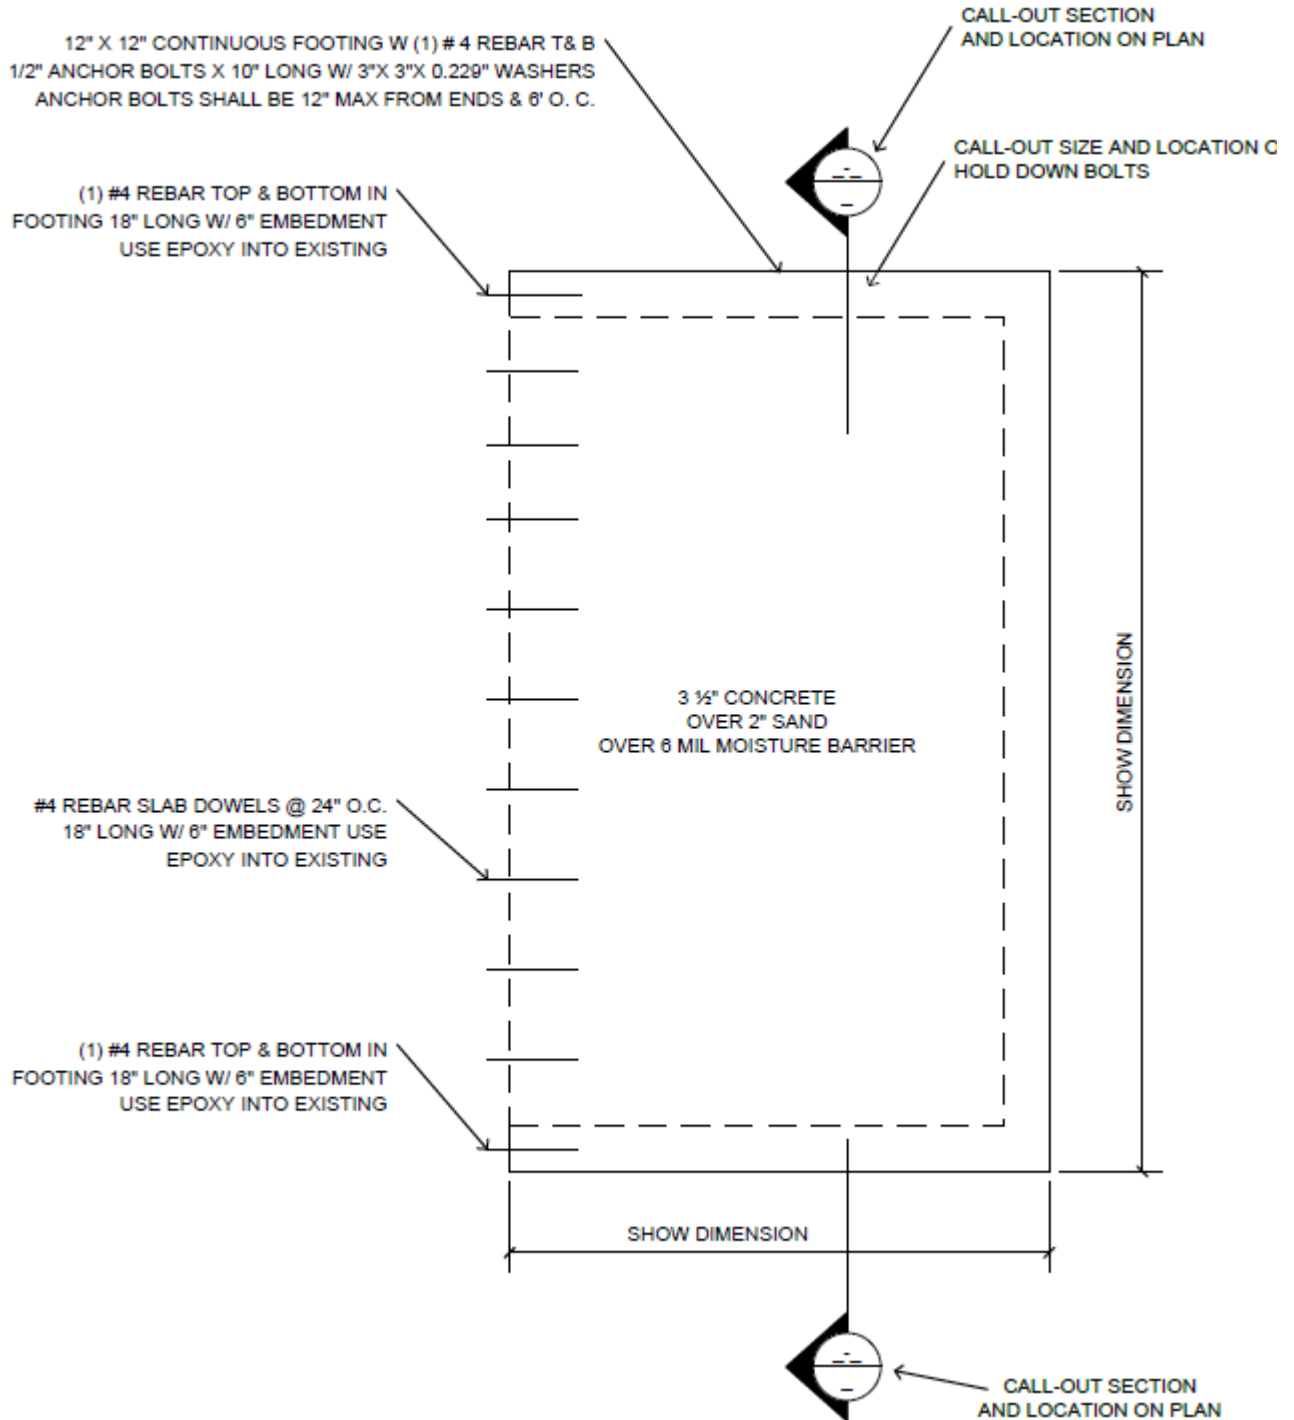 CALL-OUT SECTION
AND LOCATION ON PLAN
12" X 12" CONTINUOUS FOOTING W (1) # 4 REBAR T& B
1/2" ANCHOR BOLTS X 10" LONG W/ 3"X 3"X 0.229" WASHERS
ANCHOR BOLTS SHALL BE 12" MAX FROM ENDS & 6' O. C.
CALL-OUT SIZE AND LOCATION
HOLD DOWN BOLTS
(1) #4 REBAR TOP & BOTTOM IN
FOOTING 18" LONG W/ 6" EMBEDMENT
USE EPOXY INTO EXISTING
3 ½" CONCRETE
OVER 2" SAND
OVER 6 MIL MOISTURE BARRIER
SHOW DIMENSION
#4 REBAR SLAB DOWELS @ 24" O.C.
18" LONG W/ 6" EMBEDMENT USE
EPOXY INTO EXISTING
(1) #4 REBAR TOP & BOTTOM IN
FOOTING 18" LONG W/ 6" EMBEDMENT
USE EPOXY INTO EXISTING
SHOW DIMENSION
CALL-OUT SECTION
AND LOCATION ON PLAN